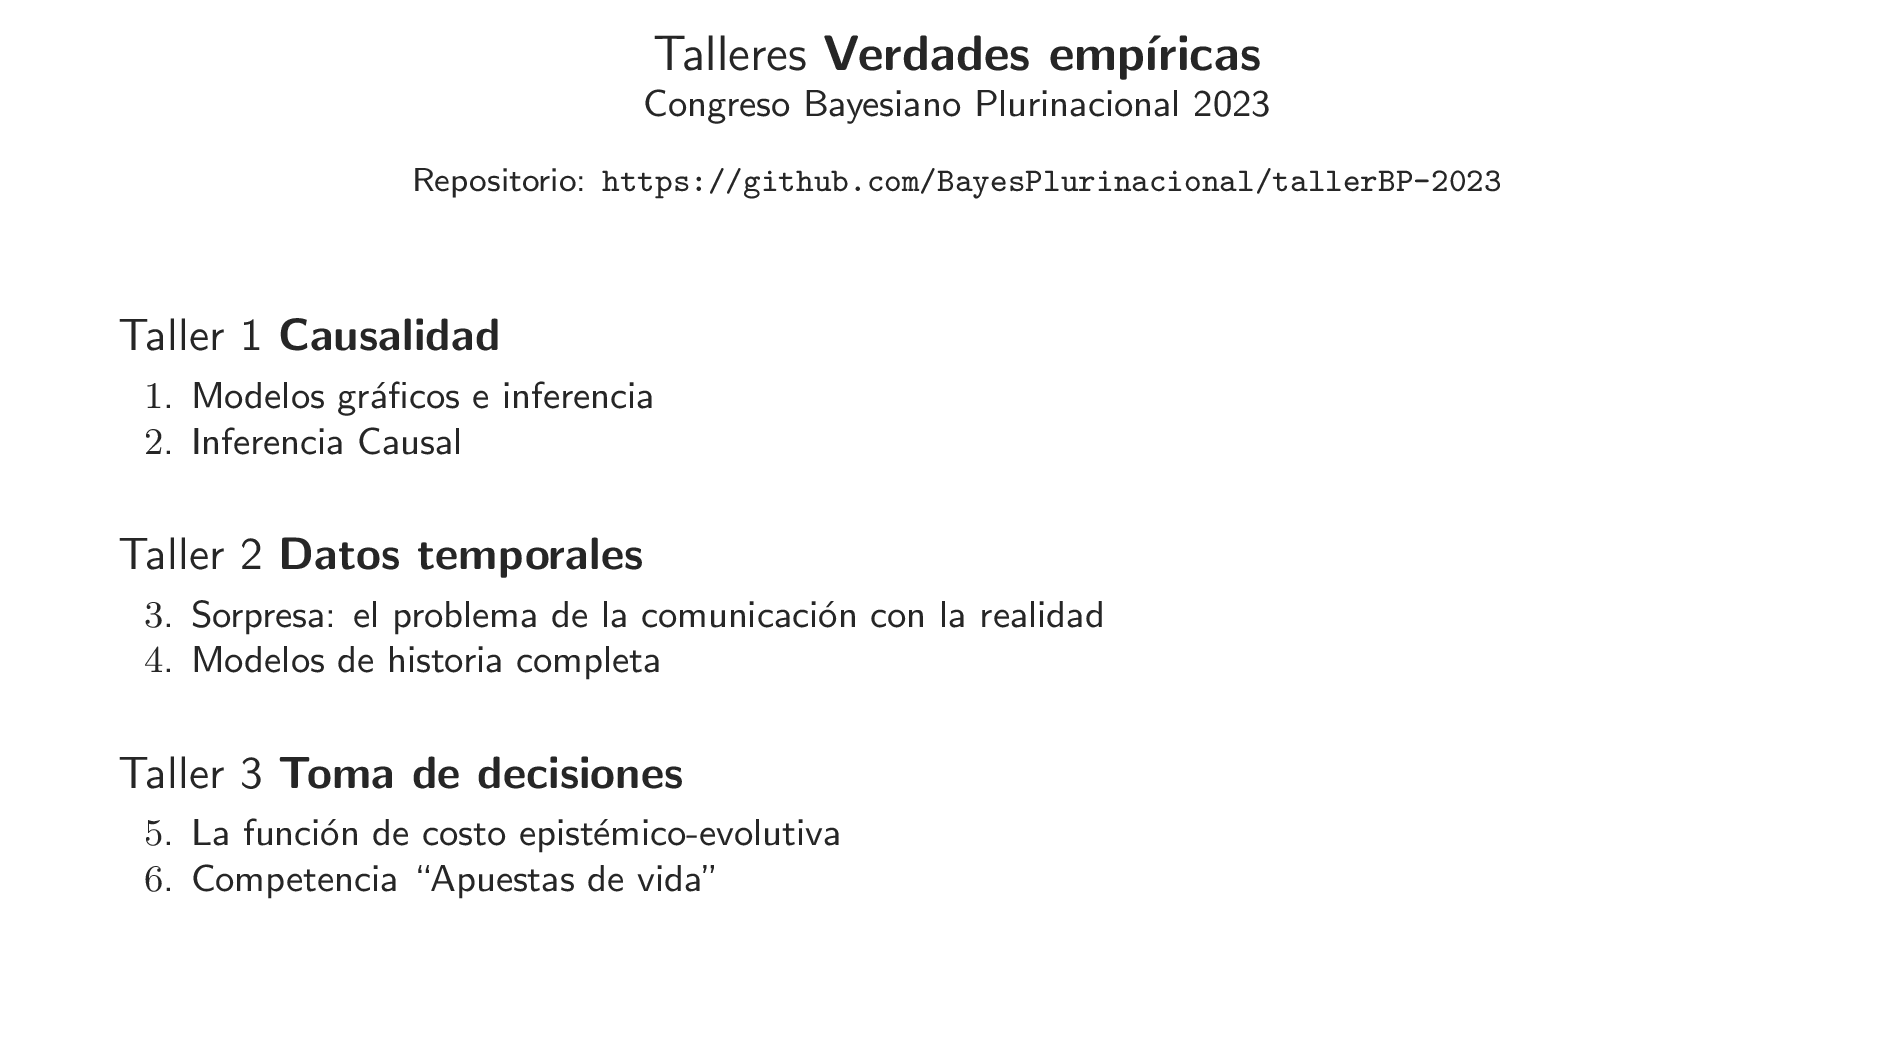 Talleres Verdades empíricas
Congreso Bayesiano Plurinacional 2023
Repositorio: https://github.com/BayesPlurinacional/tallerBP-2023
Taller 1 Causalidad
1. Modelos gráficos e inferencia
2. Inferencia Causal
Taller 2 Datos temporales
3. Sorpresa: el problema de la comunicación con la realidad
4. Modelos de historia completa
Taller 3 Toma de decisiones
5. La función de costo epistémico-evolutiva
6. Competencia “Apuestas de vida”